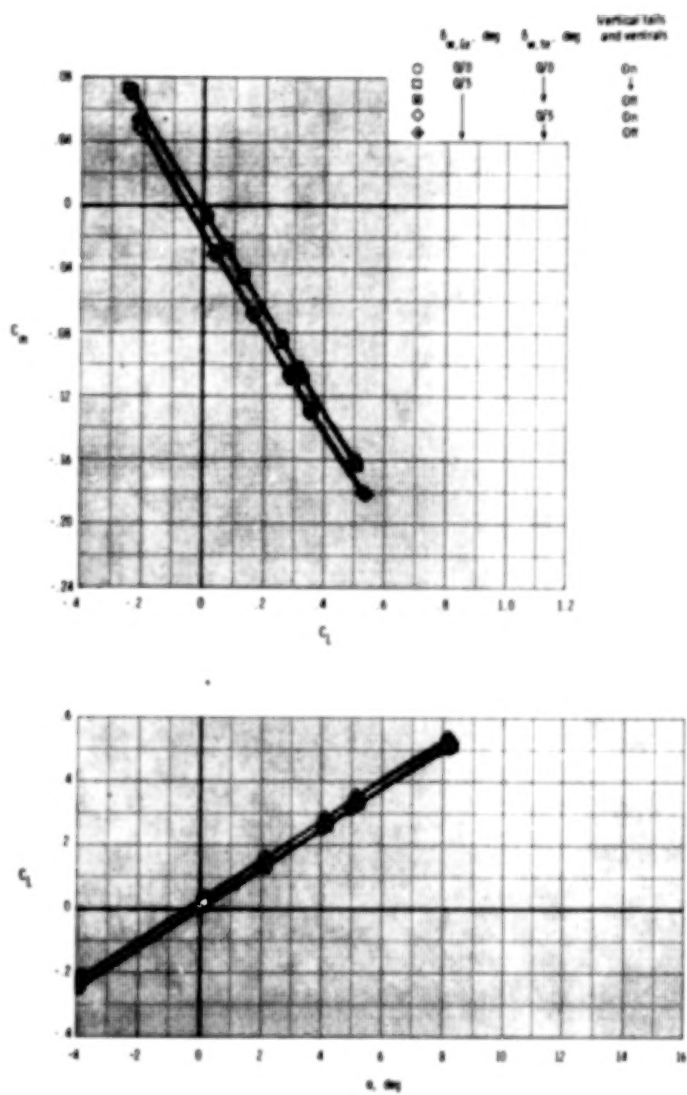 Vertical tails
δw,le, deg δw,te, deg and ventrals
0/0 0/0 On
0/5
Off
0/5 On
Off
.08
.04
0
-.04
Cm -.08
-.12
-.16
-.20
-.24
-.4 -.2 0 .2 .4 .6 .8 1.0 1.2
CL
.6
.4
.2
CL
0
-.2
-.4
-4 0 2 4 6 8 10 12 14 16
α, deg